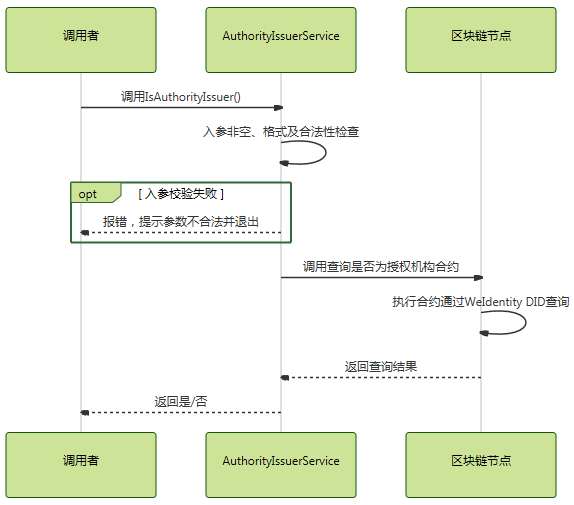 调用者
AuthorityIssuerService
区块链节点
调用IsAuthorityIssuer()
入参非空、格式及合法性检查
opt
[ 入参校验失败 ]
报错，提示参数不合法并退出
调用查询是否为授权机构合约
执行合约通过WeIdentity DID查询
返回查询结果
返回是/否
调用者
AuthorityIssuerService
区块链节点